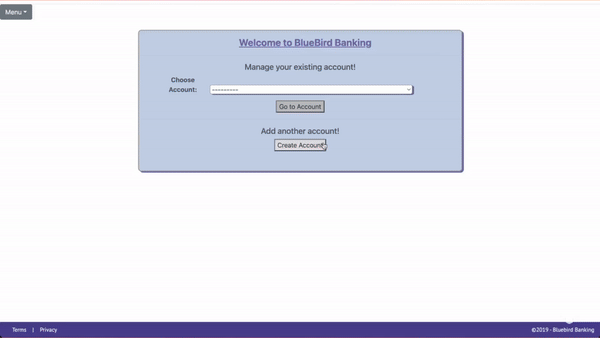 Menu
Welcome to BlueBird Banking
Manage your existing account!
Choose
Account:
---------
Go to Account
Add another account!
Create Account
Terms | Privacy
©2019 - Bluebird Banking